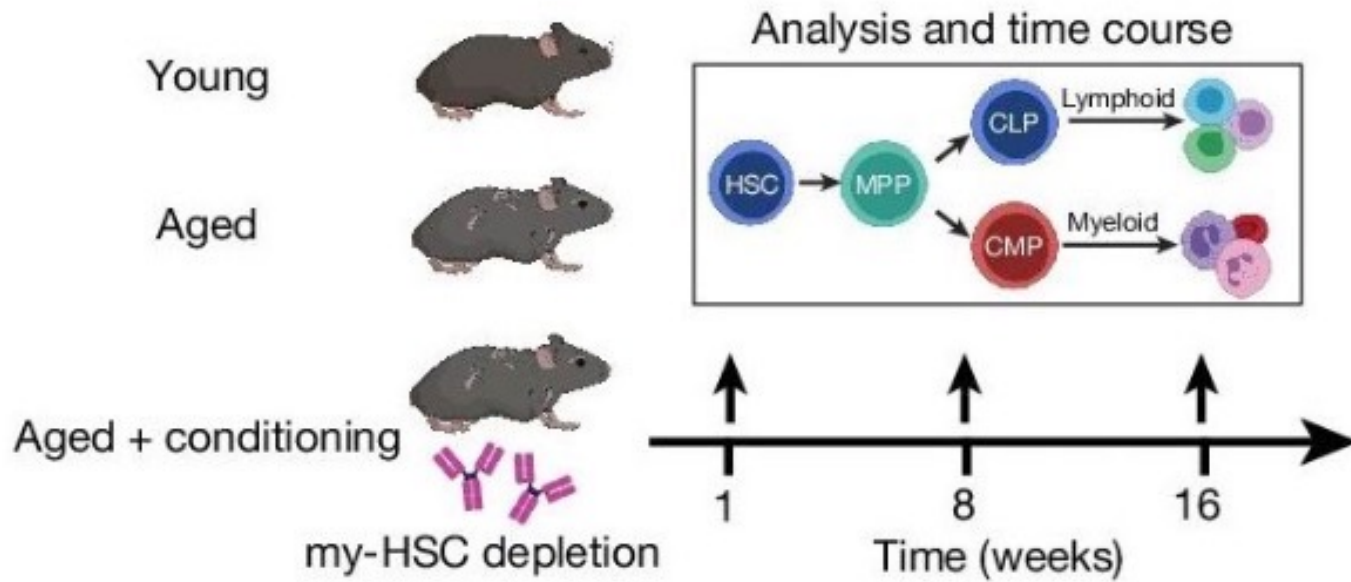 Analysis and time course
Young
Lymphoid
CLP
HSC
MPP
Aged
CMP
Myeloid
Aged + conditioning
my-HSC depletion
1
8
16
Time (weeks)